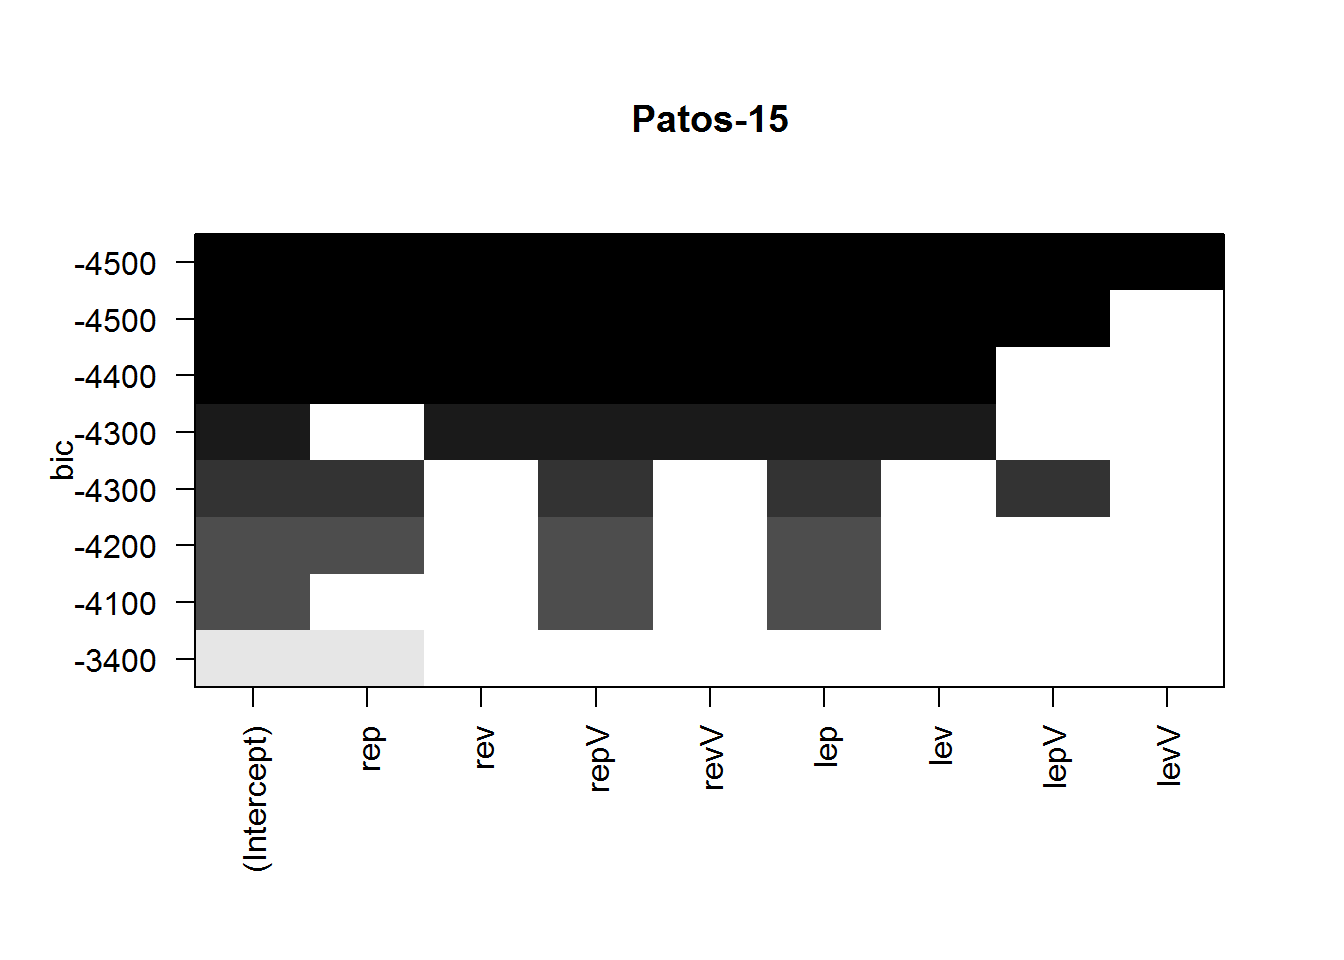 Patos-15
bic
-4500
-4500
-4400
-4300
-4300
-4200
-4100
-3400
(Intercept)
rep
rev
repV
revV
lep
lev
lepV
levV